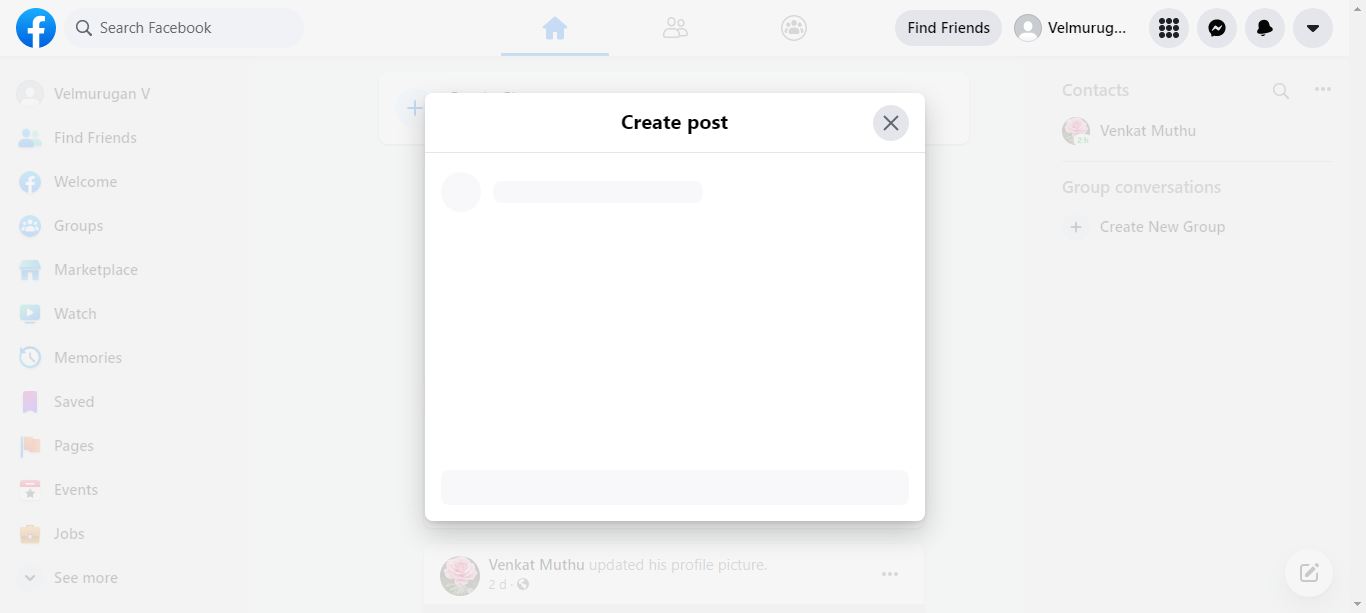 Search Facebook
Find Friends
Velmurug...
Velmurugan V
Find Friends
Welcome
Groups
Marketplace
Watch
Memories
Saved
Pages
Events
Jobs
See more
Create post
Venkat Muthu updated his profile picture.
2 d ·
Contacts
Venkat Muthu
2 h
Group conversations
Create New Group